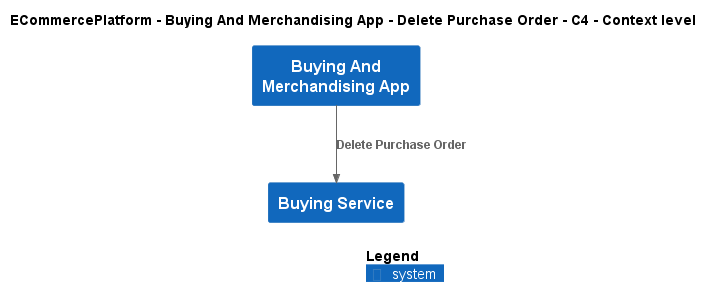 ECommercePlatform - Buying And Merchandising App - Delete Purchase Order - C4 - Context level
Buying And
Merchandising App
Delete Purchase Order
Buying Service
Legend
system